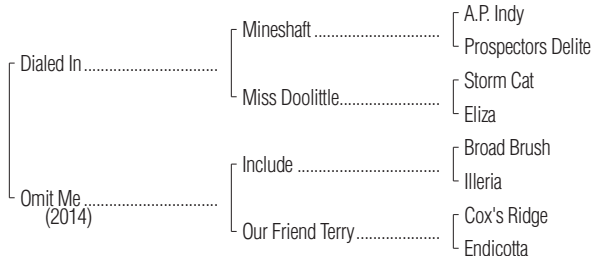 A.P. Indy
Mineshaft ..............................
Prospectors Delite
Dialed In................................
Storm Cat
Miss Doolittle........................
Eliza
Broad Brush
Include ..................................
Illeria
Omit Me ................................
(2014)
Cox's Ridge
Our Friend Terry....................
Endicotta